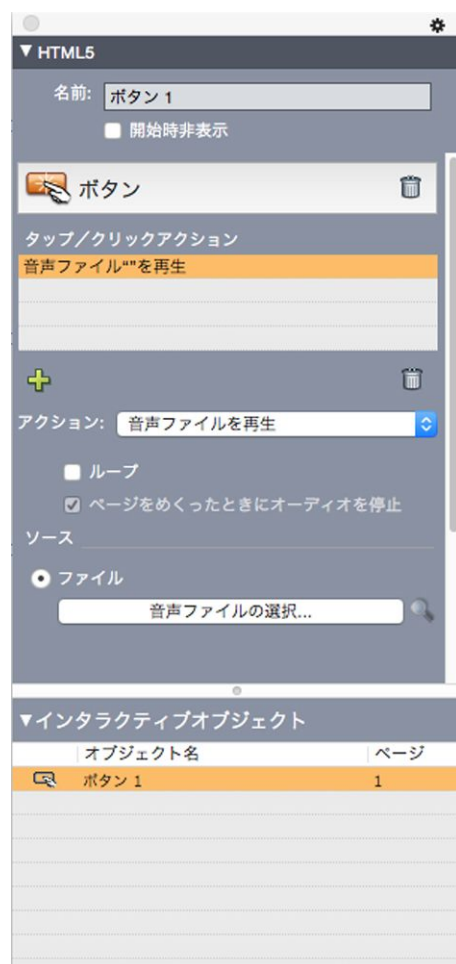 ▼ HTML5
名前: ボタン 1
開始時非表示
ボタン
タップ／クリックアクション
音声ファイル“”を再生
アクション: 音声ファイルを再生
ループ
ページをめくったときにオーディオを停止
ソース
ファイル
音声ファイルの選択...
▼インタラクティブオブジェクト
オブジェクト名 ページ
ボタン 1 1